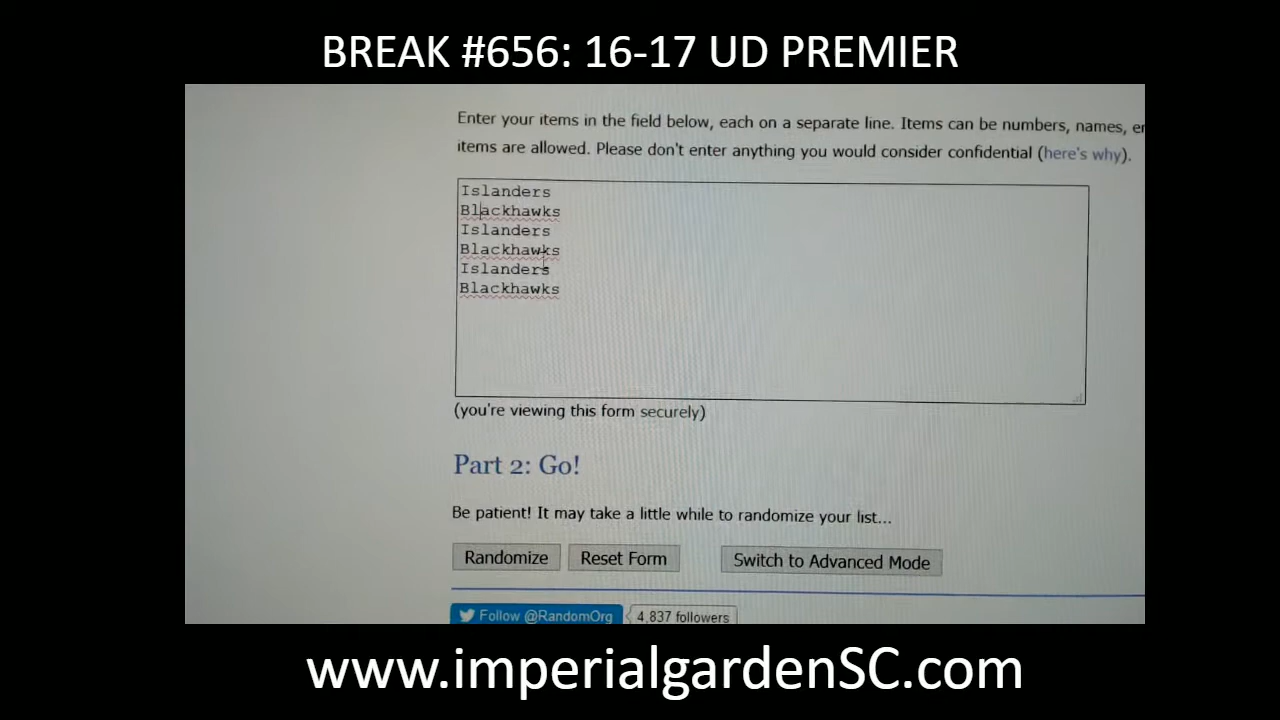 BREAK #656: 16-17 UD PREMIER
Enter your items in the field below, each on a separate line. Items can be numbers, names,
items are allowed. Please don't enter anything you would consider confidential (here's why).
Islanders
Blackhawks
Islanders
Blackhawks
Islanders
Blackhawks
(you're viewing this form securely)
Part 2: Go!
Be patient! It may take a little while to randomize your list...
Randomize Reset Form Switch to Advanced Mode
Follow @RandomOrg 4,837 followers
www.imperialgardenSC.com